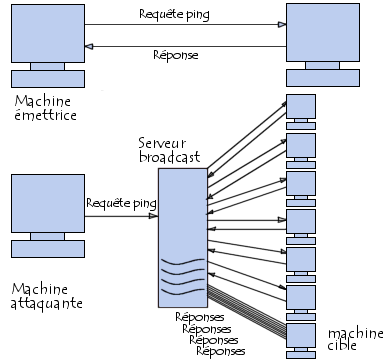 Requête ping
Réponse
Machine
émettrice
Serveur
broadcast
Requête ping
Machine
attaquante
Réponses
Réponses
Réponses
Réponses
machine
cible